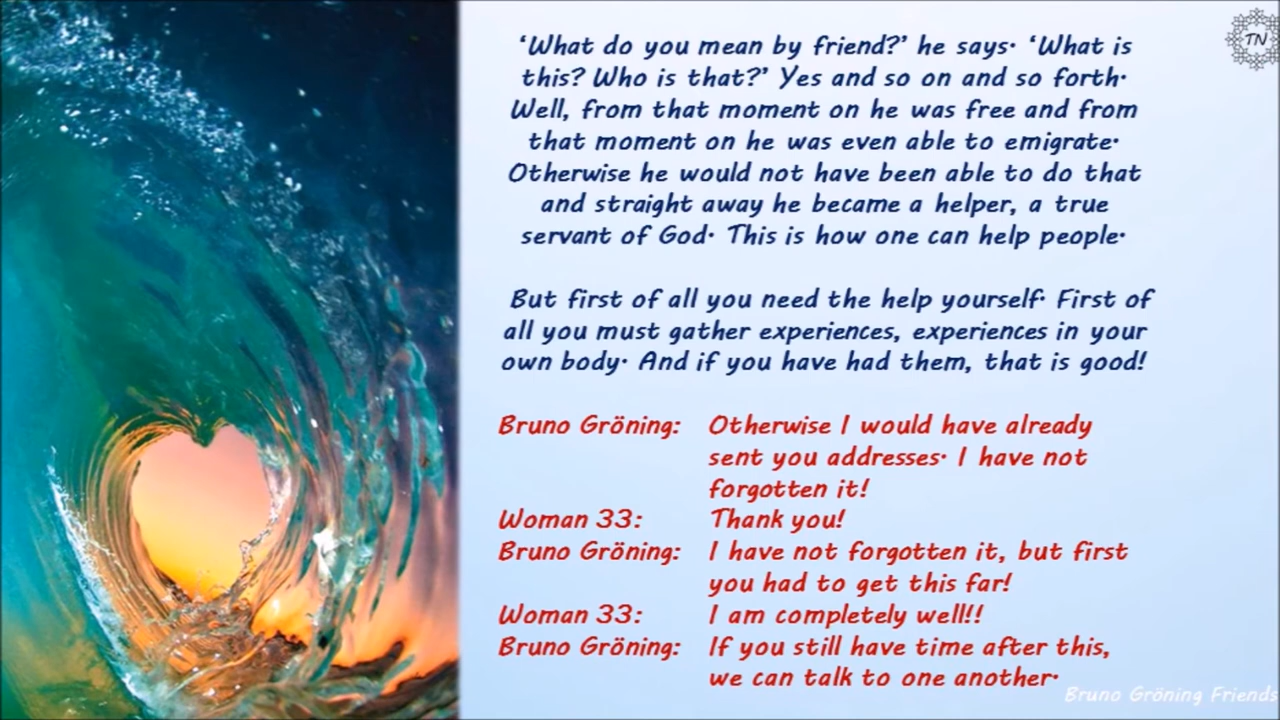 ‘What do you mean by friend?’ he says· ‘What is
this? Who is that?’ Yes and so on and so forth·
Well, from that moment on he was free and from
that moment on he was even able to emigrate·
Otherwise he would not have been able to do that
and straight away he became a helper, a true
servant of God· This is how one can help people·
But first of all you need the help yourself· First of
all you must gather experiences, experiences in your
own body· And if you have had them, that is good!
Bruno Gröning: Otherwise I would have already
sent you addresses· I have not
forgotten it!
Woman 33: Thank you!
Bruno Gröning: I have not forgotten it, but first
you had to get this far!
Woman 33: I am completely well!!
Bruno Gröning: If you still have time after this,
we can talk to one another·
TN
Bruno Gröning Friends